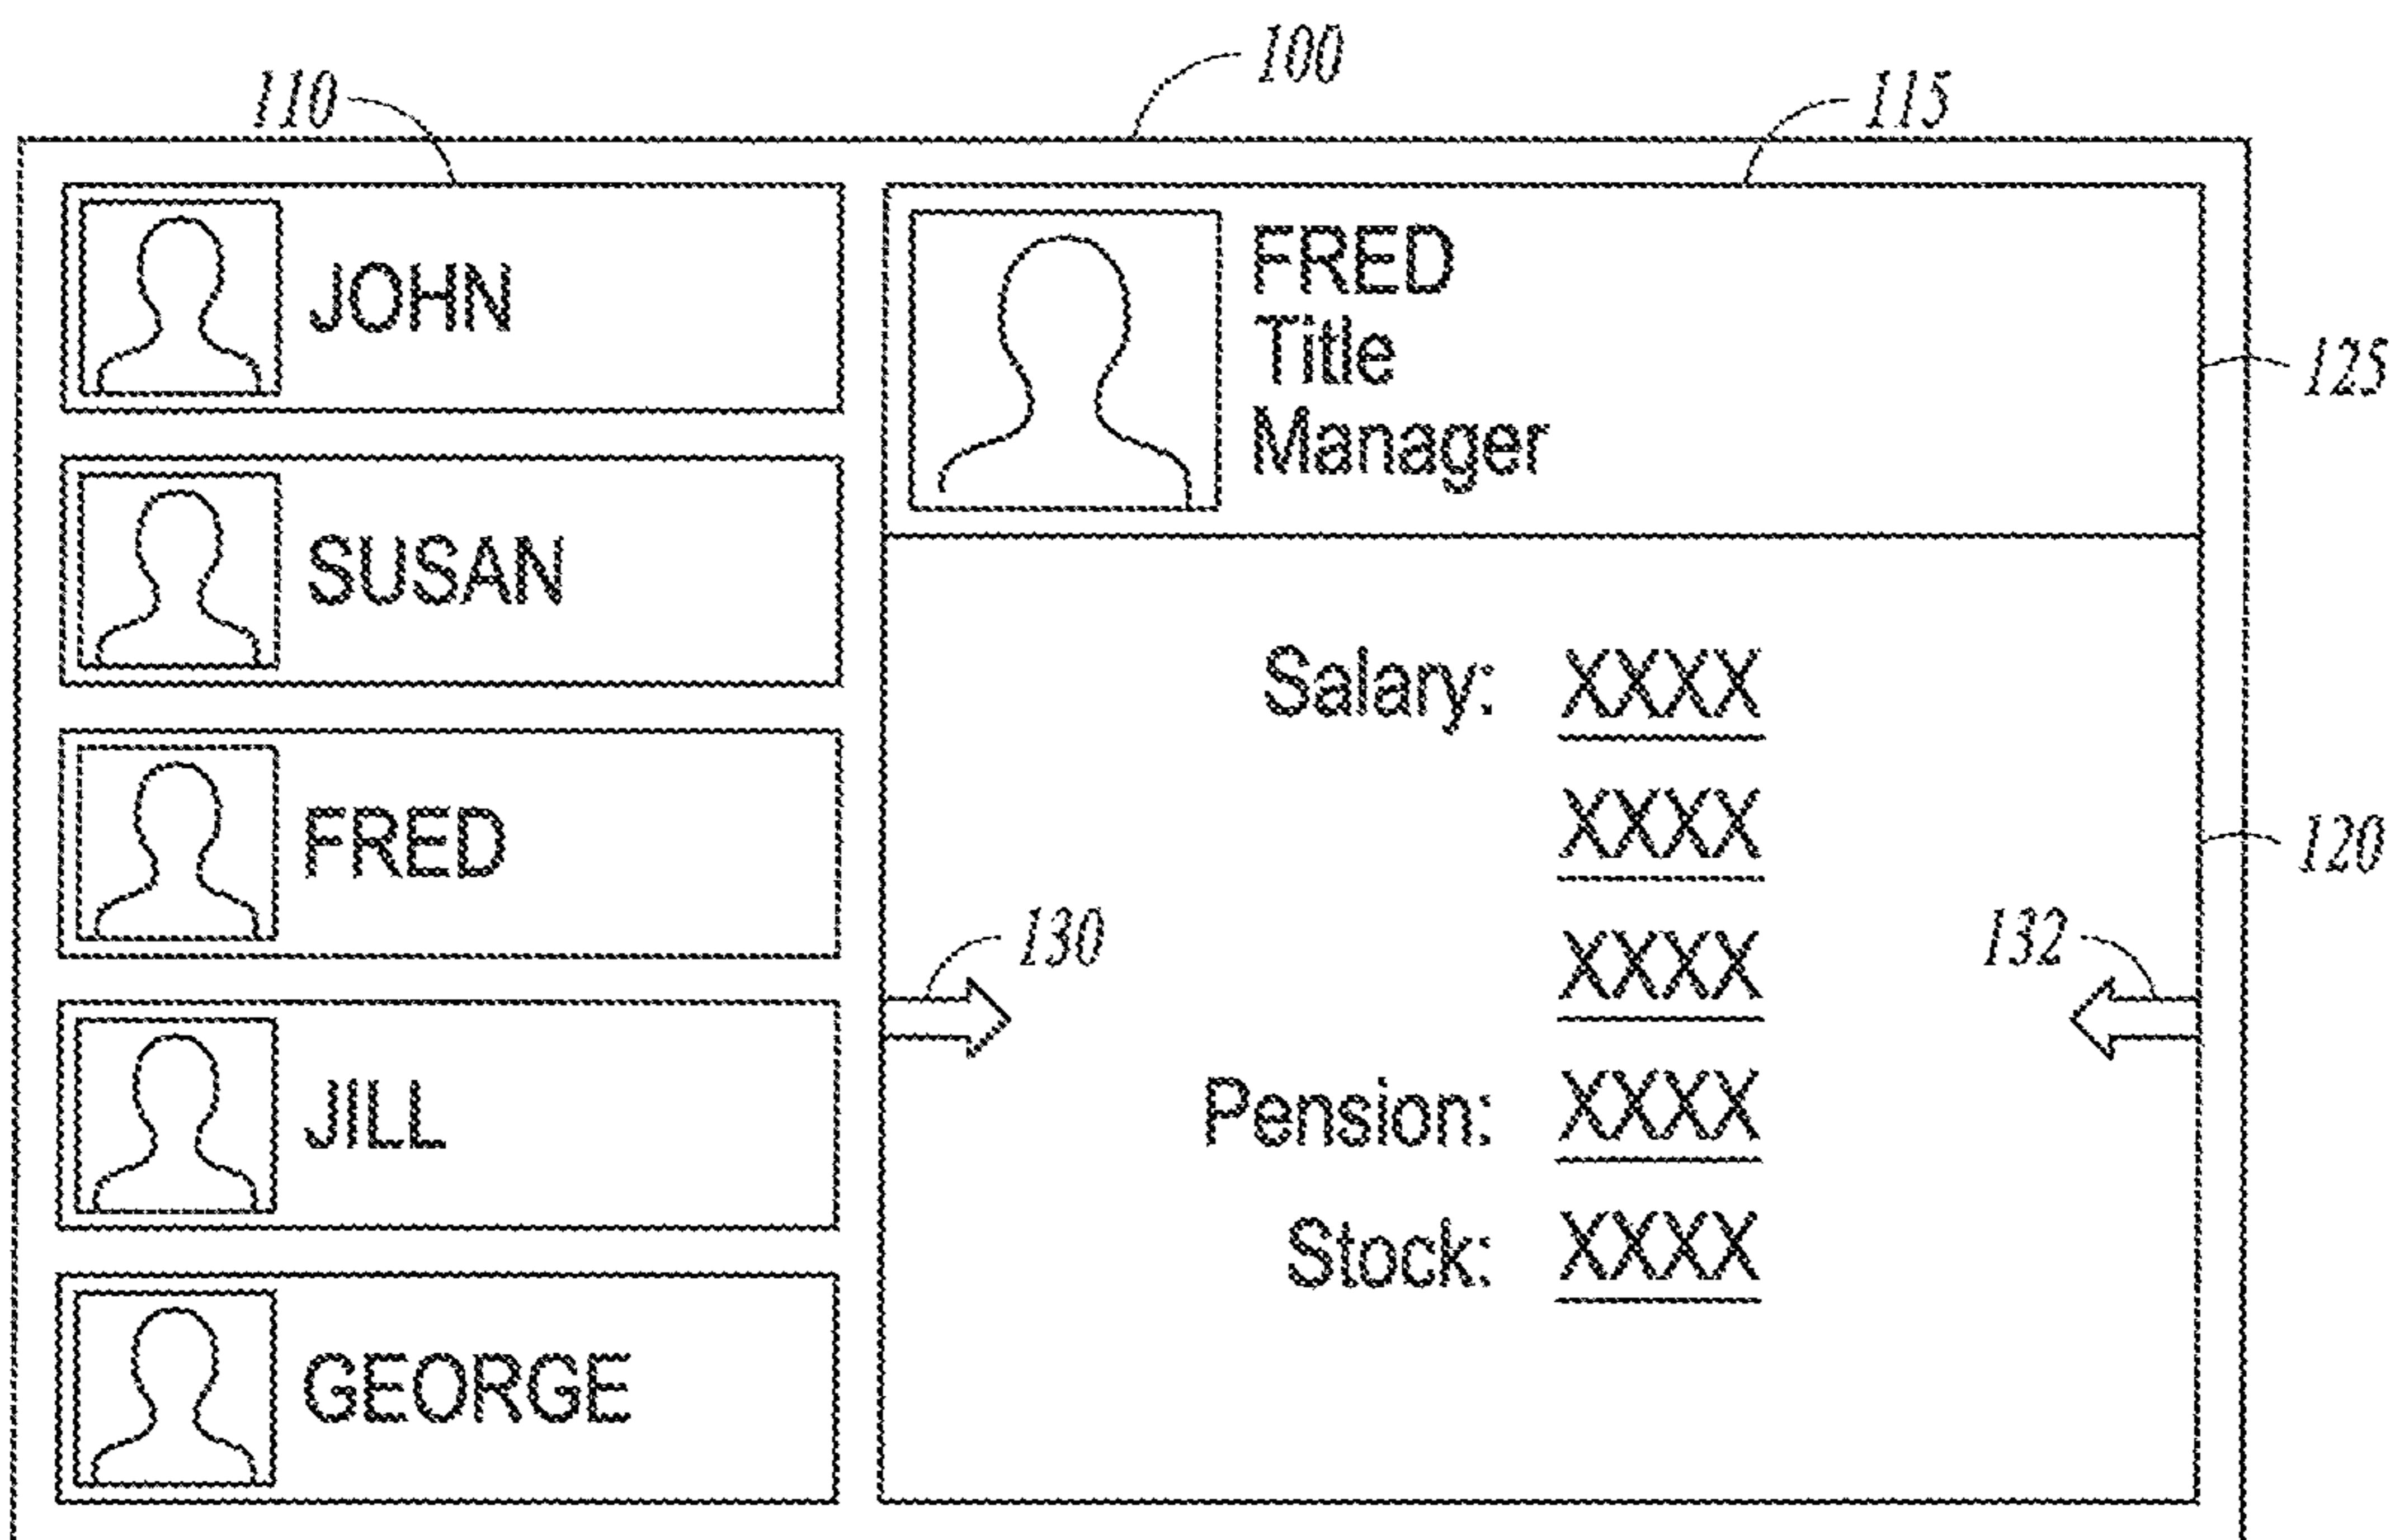 100
110
115
JOHN
SUSAN
FRED
JILL
GEORGE
FRED
Title
Manager
125
Salary: XXXX
XXXX
120
XXXX
130
132
Pension: XXXX
Stock: XXXX